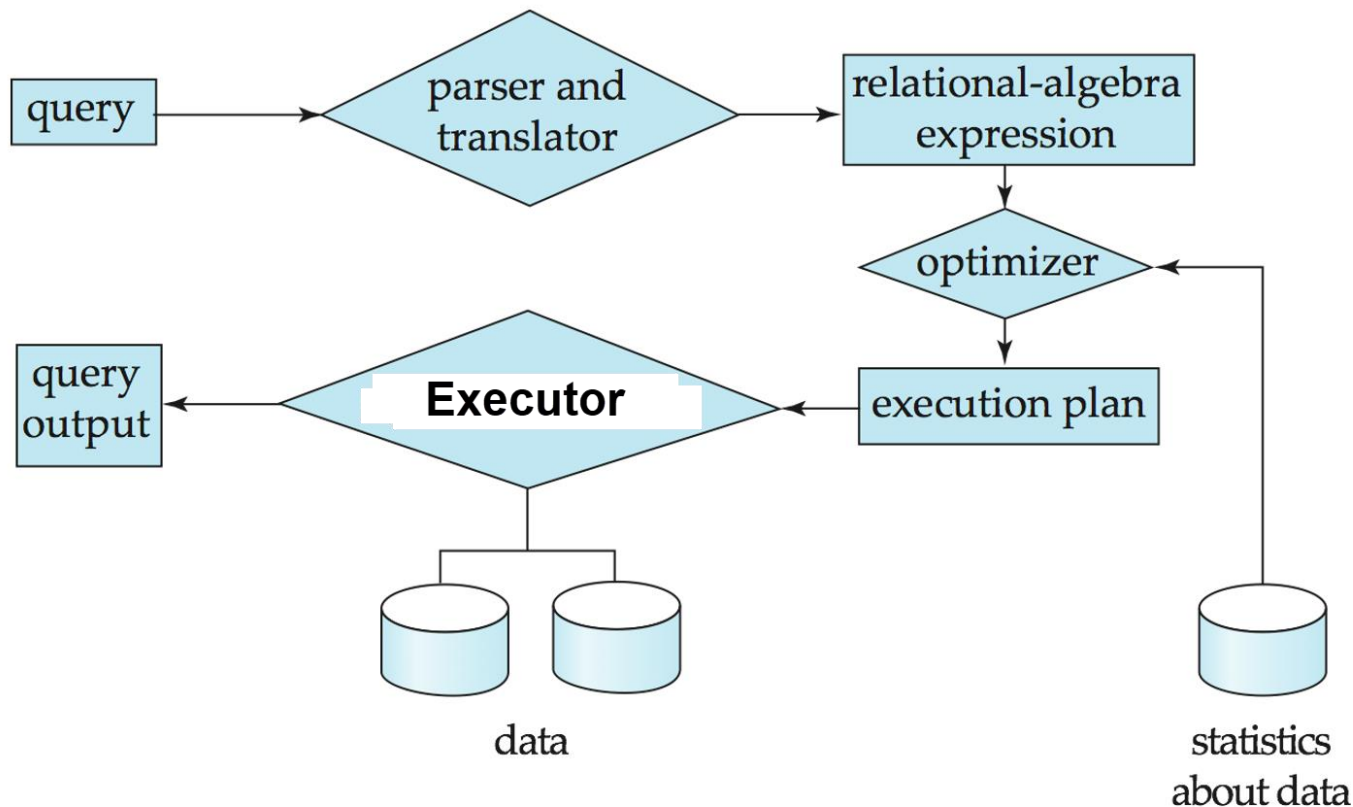 query
parser and
translator
relational-algebra
expression
optimizer
execution plan
Executor
query
output
data
statistics
about data